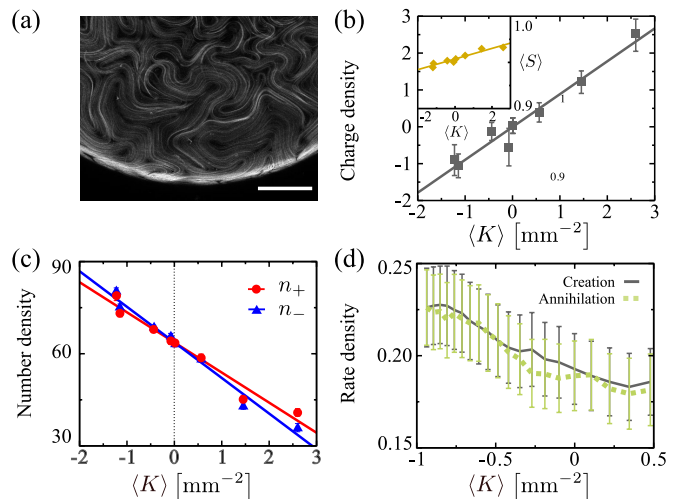 (a)
(b)
Charge density
3
2
1
0
-1
-2
-2
-1
0
1
2
3
⟨K⟩ [mm⁻²]
1.0
⟨S⟩
0.9
-2
0
2
⟨K⟩
1
0.9
(c)
Number density
90
60
30
n₊
n₋
-2
-1
0
1
2
3
⟨K⟩ [mm⁻²]
(d)
Rate density
0.25
0.20
0.15
Creation
Annihilation
-1
-0.5
0
0.5
⟨K⟩ [mm⁻²]